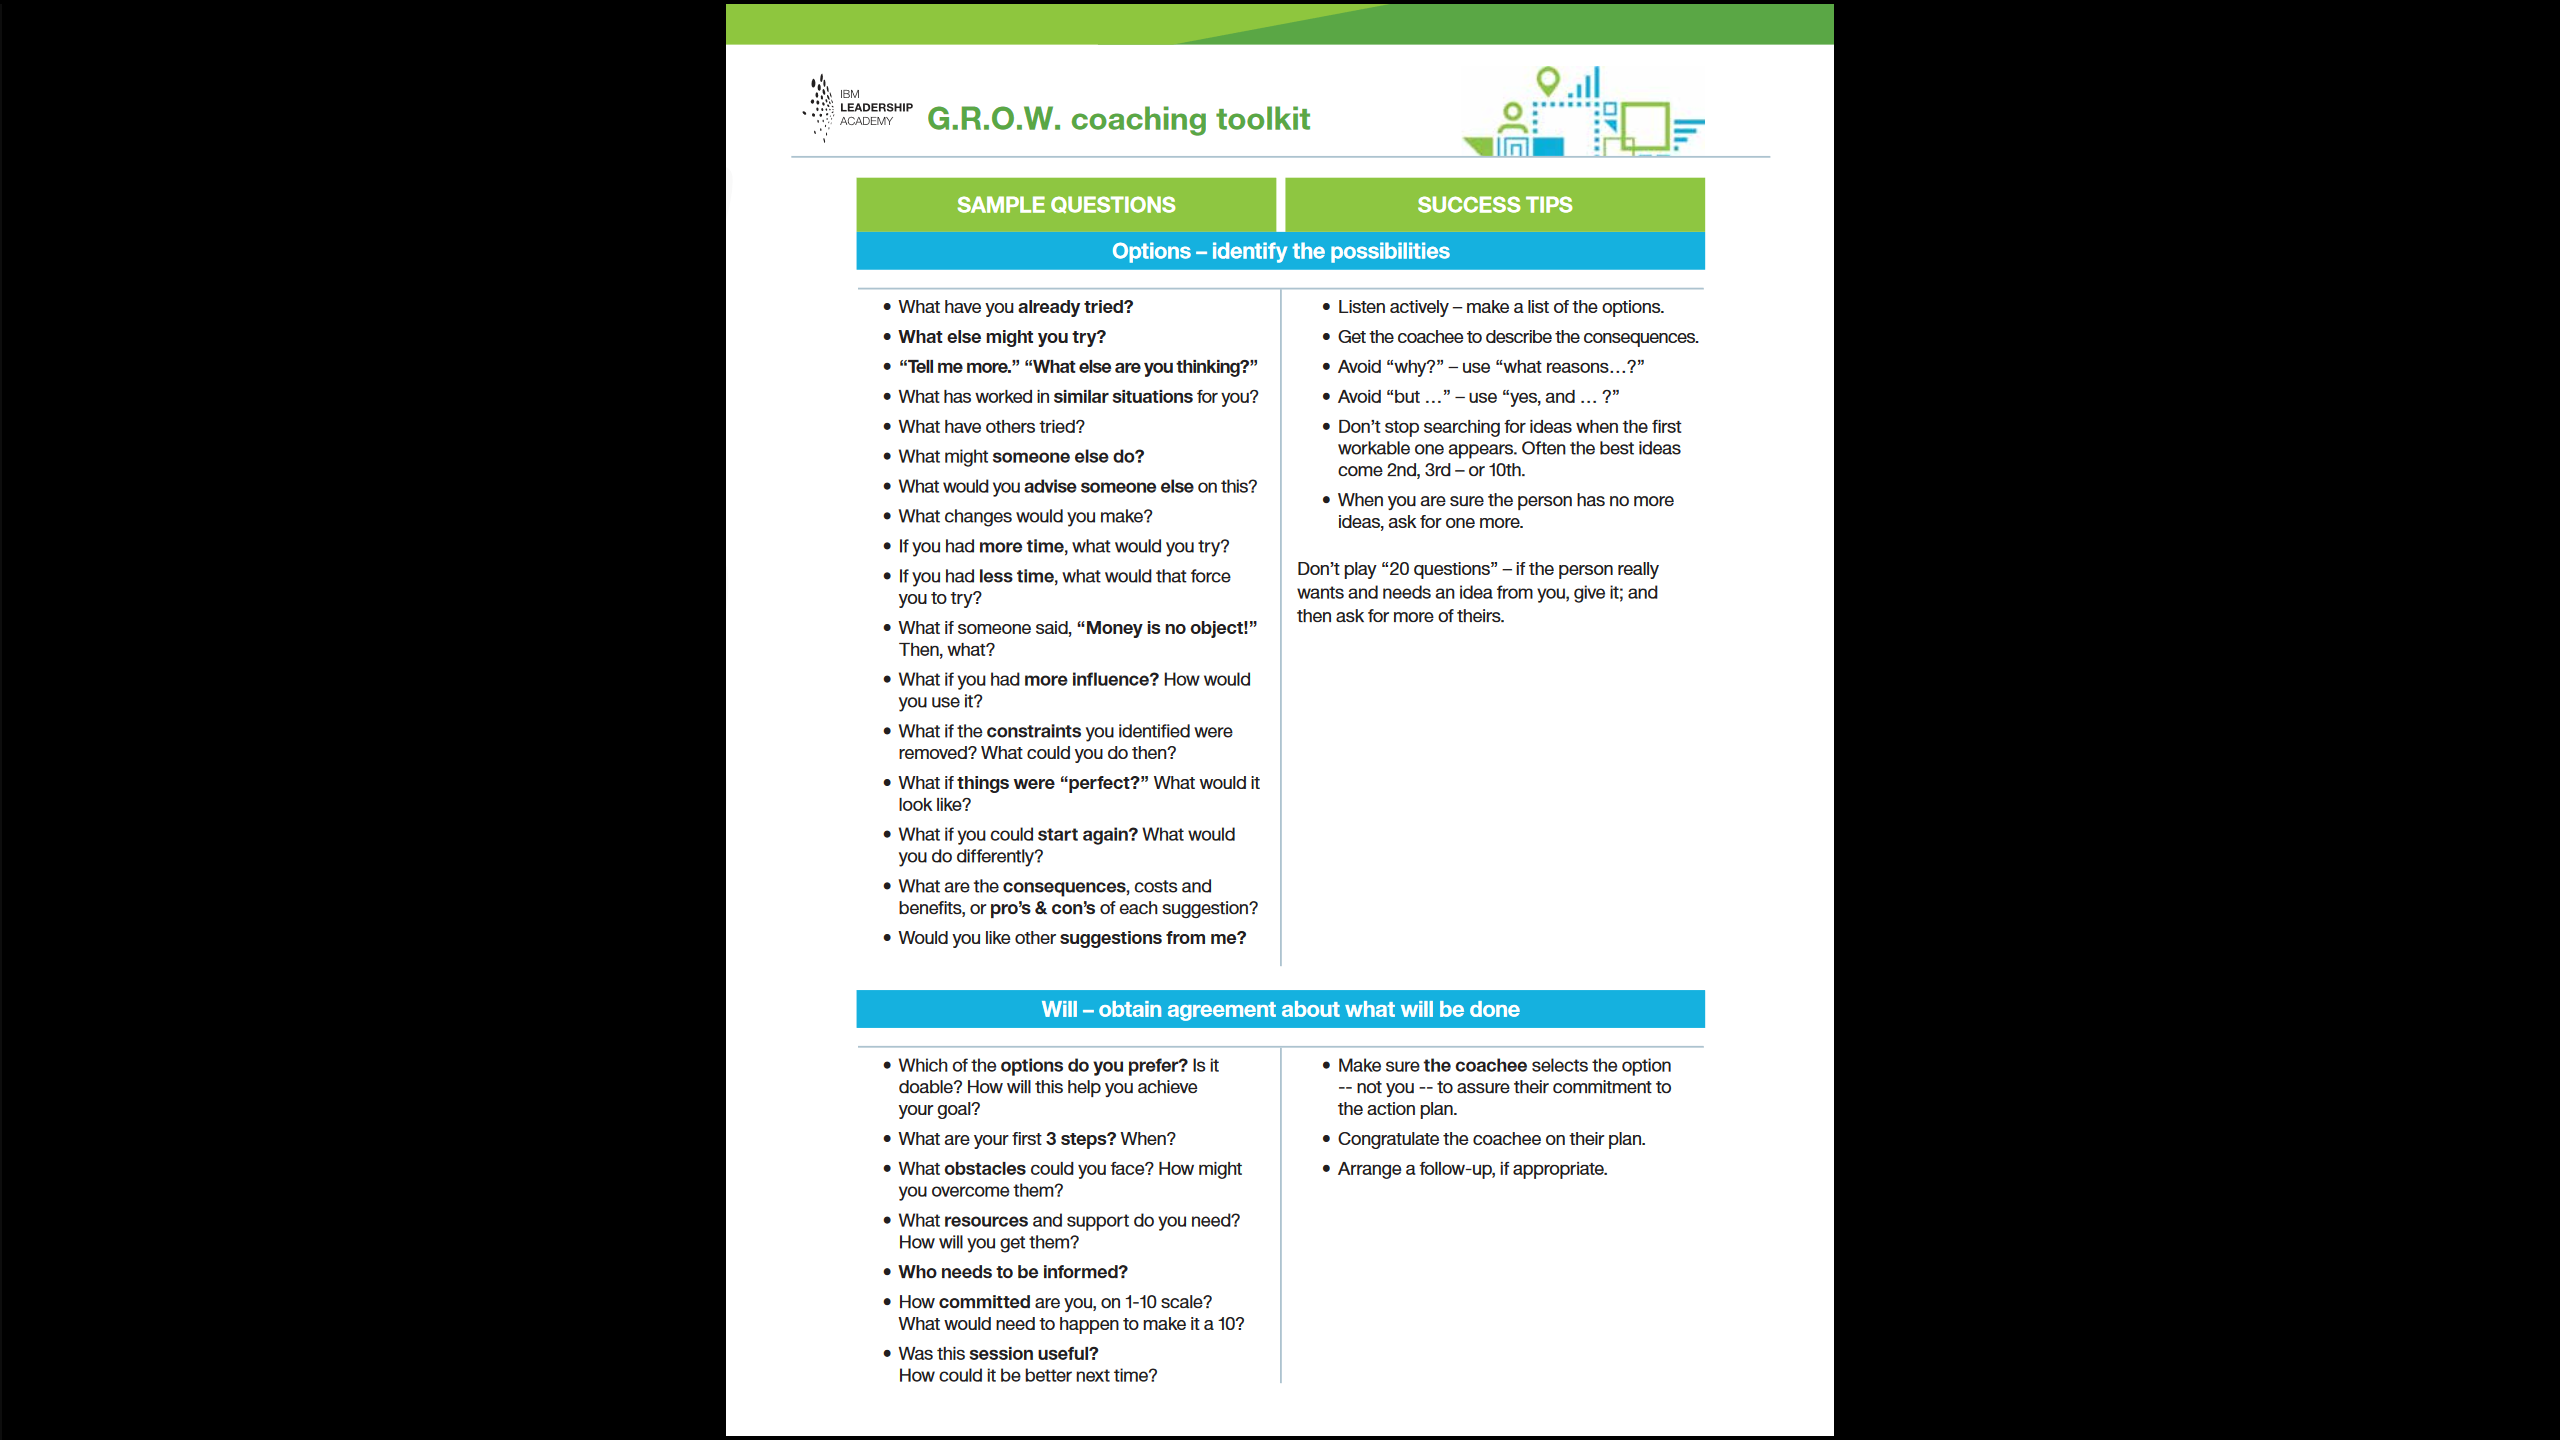 IBM
LEADERSHIP
ACADEMY
G.R.O.W. coaching toolkit
SAMPLE QUESTIONS
SUCCESS TIPS
Options – identify the possibilities
• What have you already tried?
• What else might you try?
• “Tell me more.” “What else are you thinking?”
• What has worked in similar situations for you?
• What have others tried?
• What might someone else do?
• What would you advise someone else on this?
• What changes would you make?
• If you had more time, what would you try?
• If you had less time, what would that force
you to try?
• What if someone said, “Money is no object!”
Then, what?
• What if you had more influence? How would
you use it?
• What if the constraints you identified were
removed? What could you do then?
• What if things were “perfect?” What would it
look like?
• What if you could start again? What would
you do differently?
• What are the consequences, costs and
benefits, or pro’s & con’s of each suggestion?
• Would you like other suggestions from me?
• Listen actively – make a list of the options.
• Get the coachee to describe the consequences.
• Avoid “why?” – use “what reasons…?”
• Avoid “but …” – use “yes, and … ?”
• Don’t stop searching for ideas when the first
workable one appears. Often the best ideas
come 2nd, 3rd – or 10th.
• When you are sure the person has no more
ideas, ask for one more.
Don’t play “20 questions” – if the person really
wants and needs an idea from you, give it; and
then ask for more of theirs.
Will – obtain agreement about what will be done
• Which of the options do you prefer? Is it
doable? How will this help you achieve
your goal?
• What are your first 3 steps? When?
• What obstacles could you face? How might
you overcome them?
• What resources and support do you need?
How will you get them?
• Who needs to be informed?
• How committed are you, on 1-10 scale?
What would need to happen to make it a 10?
• Was this session useful?
How could it be better next time?
• Make sure the coachee selects the option
-- not you -- to assure their commitment to
the action plan.
• Congratulate the coachee on their plan.
• Arrange a follow-up, if appropriate.